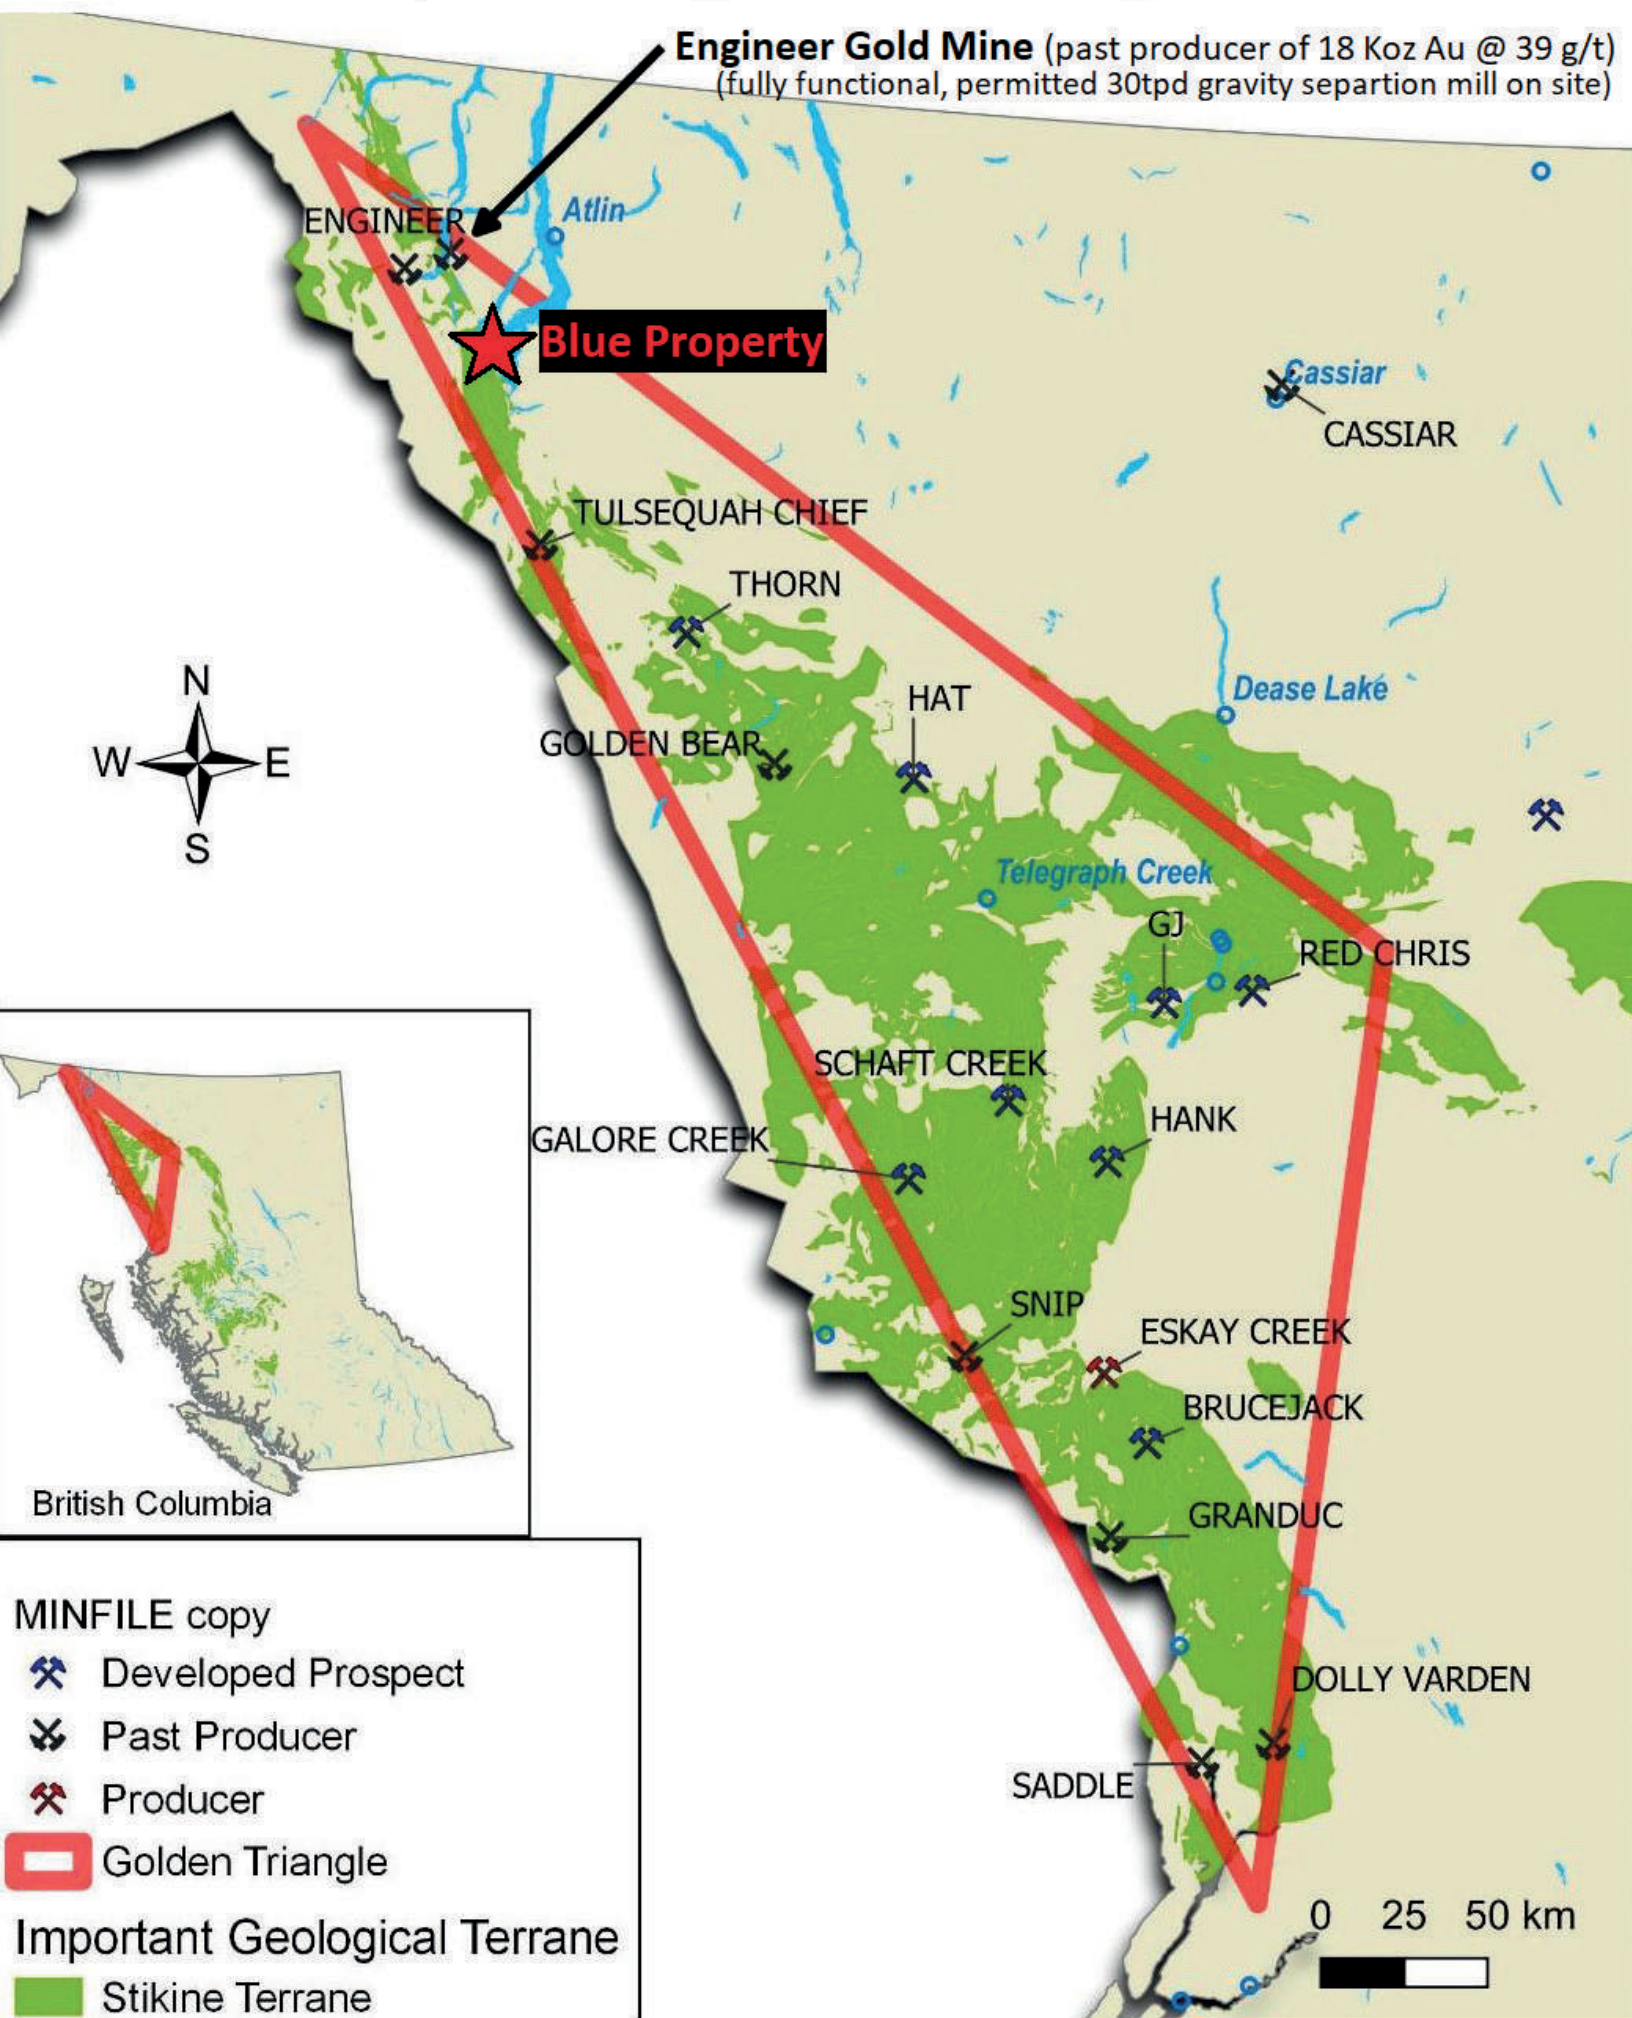 Engineer Gold Mine (past producer of 18 Koz Au @ 39 g/t)
(fully functional, permitted 30tpd gravity separtion mill on site)
ENGINEER
Atlin
Blue Property
Cassiar
CASSIAR
TULSEQUAH CHIEF
THORN
N
W E
S
HAT
Dease Lake
GOLDEN BEAR
Telegraph Creek
GJ
RED CHRIS
SCHAFT CREEK
HANK
GALORE CREEK
SNIP
ESKAY CREEK
BRUCEJACK
British Columbia
GRANDUC
MINFILE copy
Developed Prospect
Past Producer
Producer
Golden Triangle
Important Geological Terrane
Stikine Terrane
DOLLY VARDEN
SADDLE
0 25 50 km